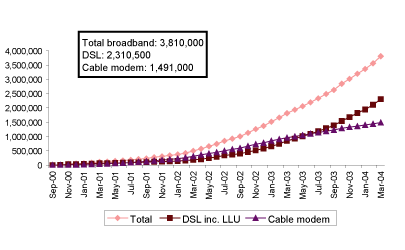 Total broadband: 3,810,000
DSL: 2,310,500
Cable modem: 1,491,000
4,000,000
3,500,000
3,000,000
2,500,000
2,000,000
1,500,000
1,000,000
500,000
0
Sep-00
Nov-00
Jan-01
Mar-01
May-01
Jul-01
Sep-01
Nov-01
Jan-02
Mar-02
May-02
Jul-02
Sep-02
Nov-02
Jan-03
Mar-03
May-03
Jul-03
Sep-03
Nov-03
Jan-04
Mar-04
Total DSL inc. LLU Cable modem